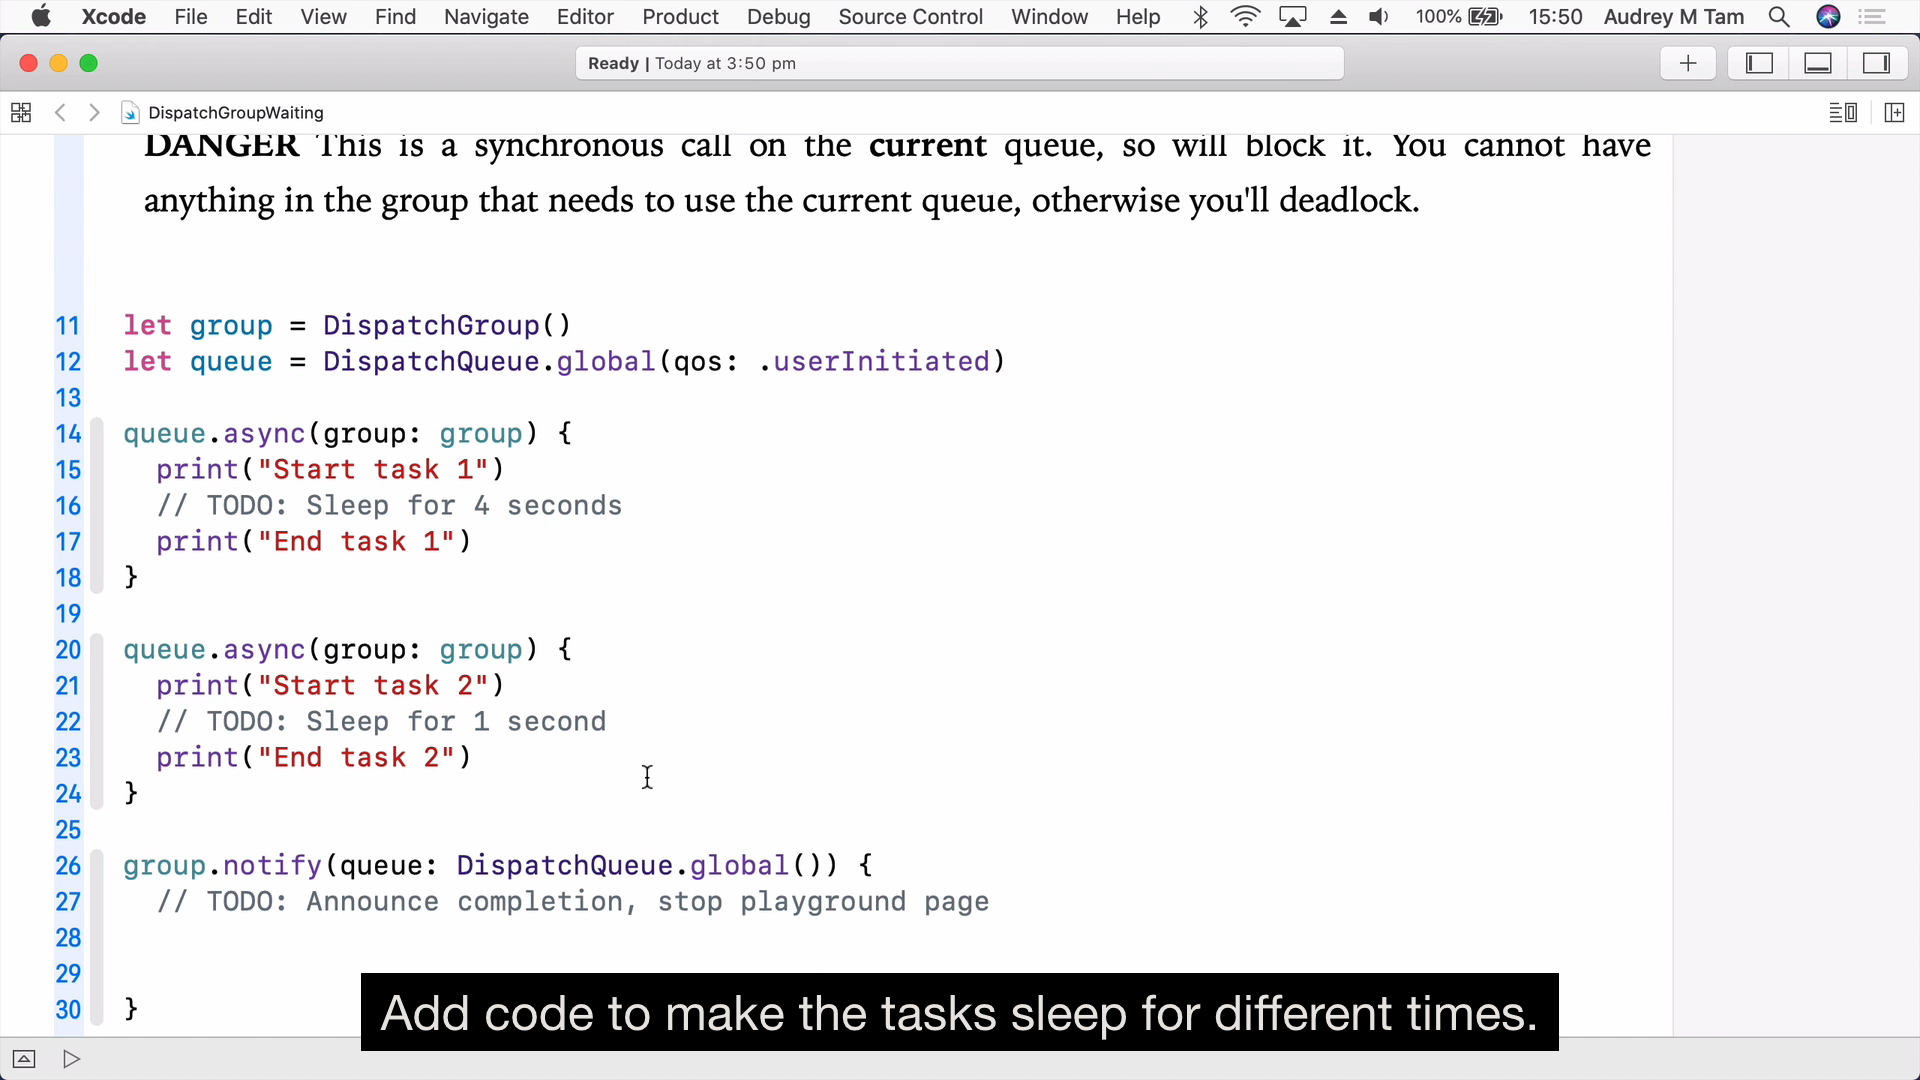 Xcode File Edit View Find Navigate Editor Product Debug Source Control Window Help 100% 15:50 Audrey M Tam
Ready | Today at 3:50 pm
DispatchGroupWaiting
DANGER This is a synchronous call on the current queue, so will block it. You cannot have
anything in the group that needs to use the current queue, otherwise you'll deadlock.
11 let group = DispatchGroup()
12 let queue = DispatchQueue.global(qos: .userInitiated)
13
14 queue.async(group: group) {
15 print("Start task 1")
16 // TODO: Sleep for 4 seconds
17 print("End task 1")
18 }
19
20 queue.async(group: group) {
21 print("Start task 2")
22 // TODO: Sleep for 1 second
23 print("End task 2")
24 }
25
26 group.notify(queue: DispatchQueue.global()) {
27 // TODO: Announce completion, stop playground page
28
29
30 }
Add code to make the tasks sleep for different times.